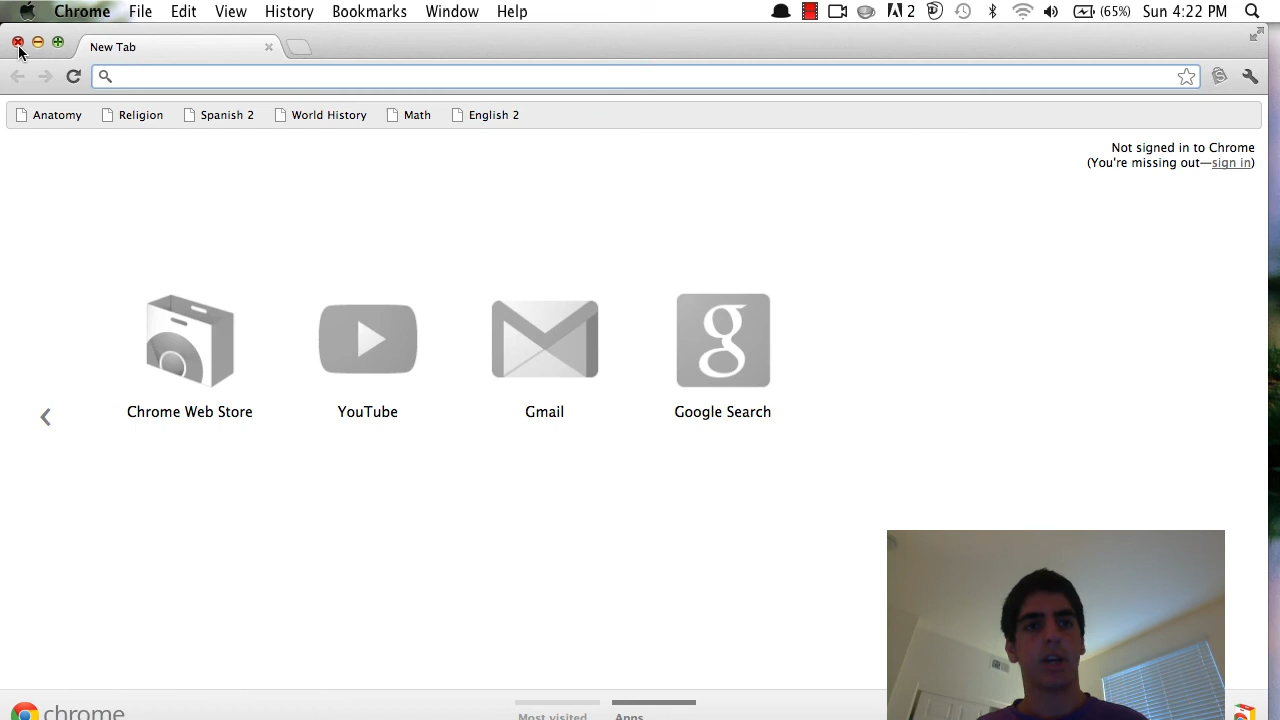 Chrome File Edit View History Bookmarks Window Help 2 (65%) Sun 4:22 PM
New Tab
Anatomy Religion Spanish 2 World History Math English 2
Not signed in to Chrome
(You're missing out—sign in)
Chrome Web Store YouTube Gmail Google Search
chrome Most visited Apps